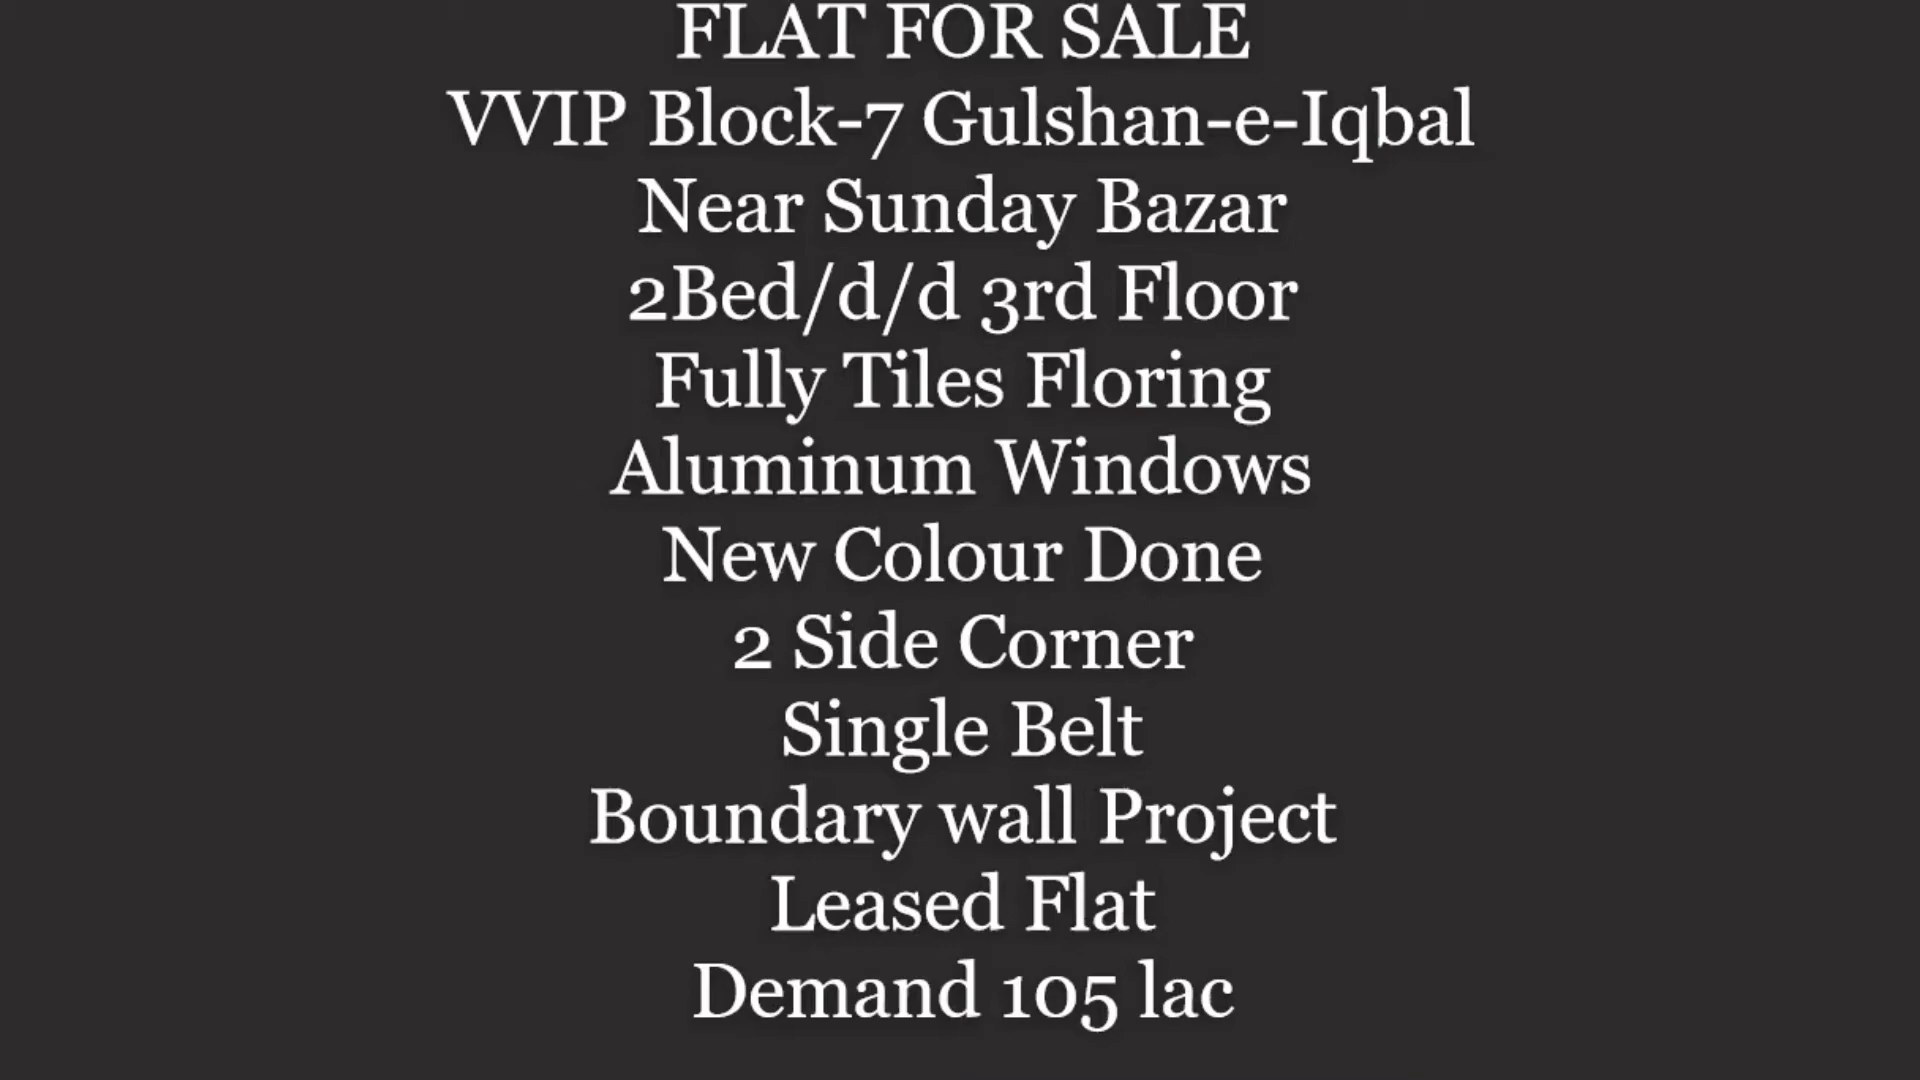 FLAT FOR SALE
VVIP Block-7 Gulshan-e-Iqbal
Near Sunday Bazar
2Bed/d/d 3rd Floor
Fully Tiles Floring
Aluminum Windows
New Colour Done
2 Side Corner
Single Belt
Boundary wall Project
Leased Flat
Demand 105 lac